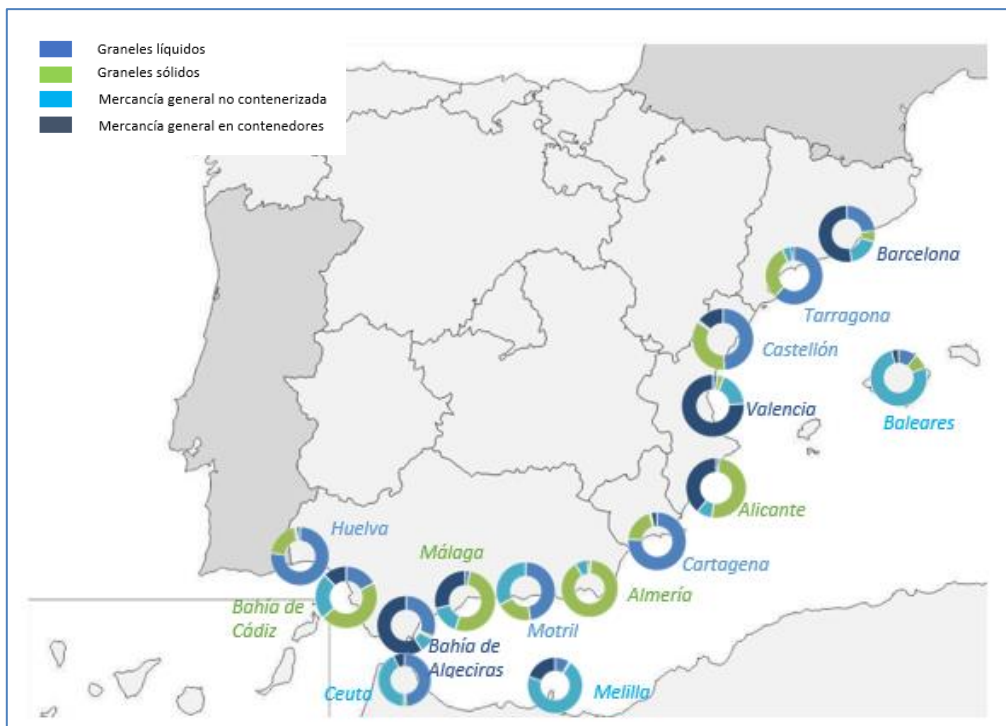 Graneles líquidos
Graneles sólidos
Mercancía general no contenerizada
Mercancía general en contenedores
Barcelona
Tarragona
Castellón
Baleares
Valencia
Alicante
Huelva
Málaga
Cartagena
Almería
Bahía de
Cádiz
Motril
Bahía de
Algeciras
Ceuta
Melilla